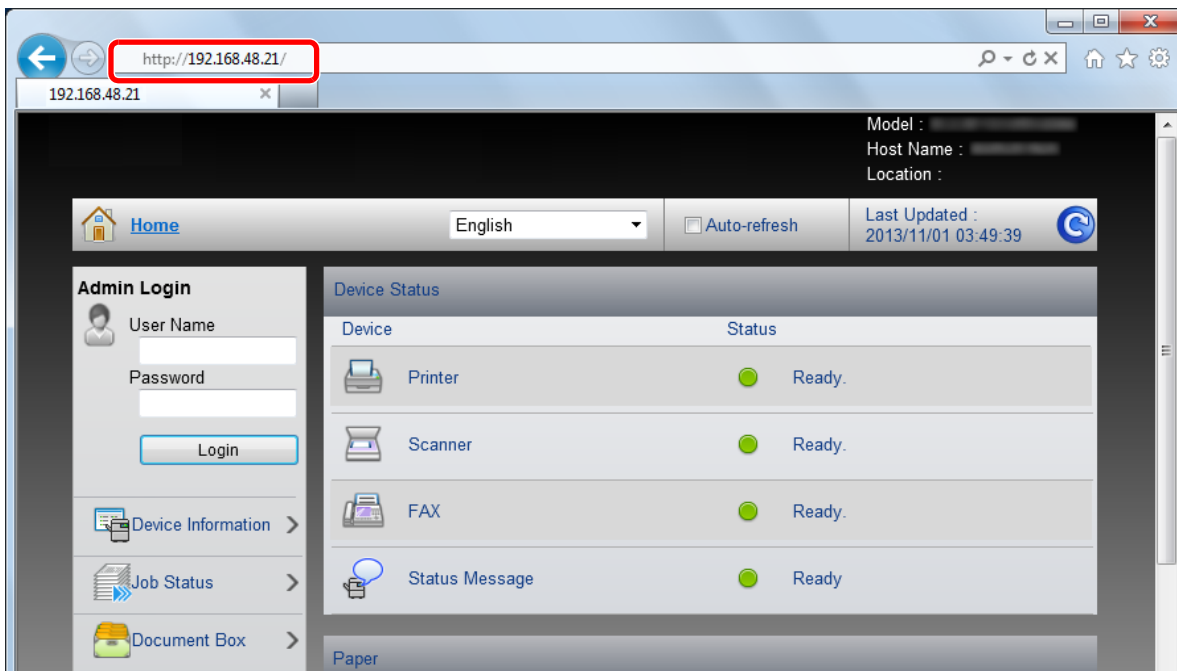 http://192.168.48.21/
192.168.48.21
Model :
Host Name :
Location :
Home
English
Auto-refresh
Last Updated :
2013/11/01 03:49:39
Admin Login
User Name
Password
Login
Device Information
Job Status
Document Box
Device Status
Device Status
Printer Ready.
Scanner Ready.
FAX Ready.
Status Message Ready
Paper